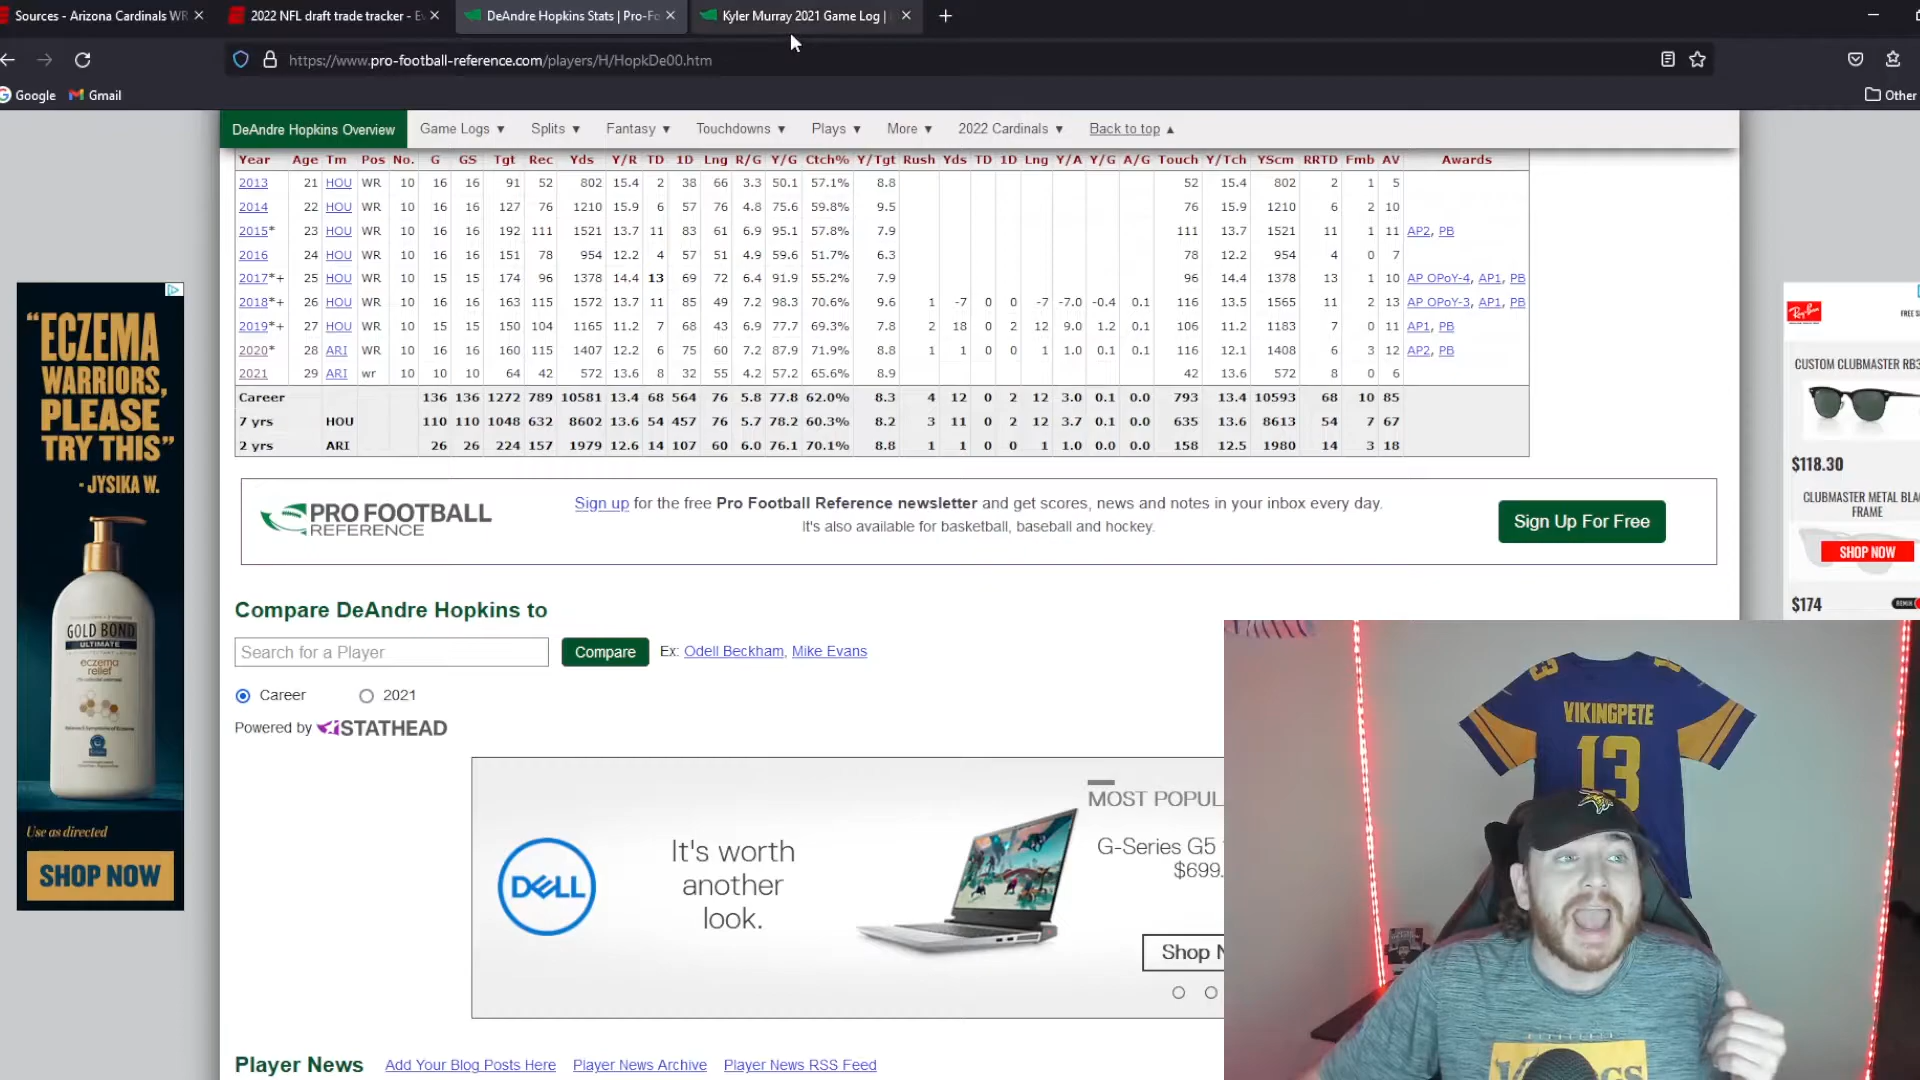 Sources - Arizona Cardinals WR
2022 NFL draft trade tracker - E
DeAndre Hopkins Stats | Pro-Fo
Kyler Murray 2021 Game Log |
https://www.pro-football-reference.com/players/H/HopkDe00.htm
Google Gmail Other
DeAndre Hopkins Overview Game Logs ▼ Splits ▼ Fantasy ▼ Touchdowns ▼ Plays ▼ More ▼ 2022 Cardinals ▼ Back to top ▲
Year Age Tm Pos No. G GS Tgt Rec Yds Y/R TD 1D Lng R/G Y/G Ctch% Y/Tgt Rush Yds TD 1D Lng Y/A Y/G A/G Touch Y/Tch YScm RRTD Fmb AV Awards
2013 21 HOU WR 10 16 16 91 52 802 15.4 2 38 66 3.3 50.1 57.1% 8.8 52 15.4 802 2 1 5
2014 22 HOU WR 10 16 16 127 76 1210 15.9 6 57 76 4.8 75.6 59.8% 9.5 76 15.9 1210 6 2 10
2015* 23 HOU WR 10 16 16 192 111 1521 13.7 11 83 61 6.9 95.1 57.8% 7.9 111 13.7 1521 11 1 11 AP2, PB
2016 24 HOU WR 10 16 16 151 78 954 12.2 4 57 51 4.9 59.6 51.7% 6.3 78 12.2 954 4 0 7
2017*+ 25 HOU WR 10 15 15 174 96 1378 14.4 13 69 72 6.4 91.9 55.2% 7.9 96 14.4 1378 13 1 10 AP OPoY-4, AP1, PB
2018*+ 26 HOU WR 10 16 16 163 115 1572 13.7 11 85 49 7.2 98.3 70.6% 9.6 1 -7 0 0 -7 -7.0 -0.4 0.1 116 13.5 1565 11 2 13 AP OPoY-3, AP1, PB
2019*+ 27 HOU WR 10 15 15 150 104 1165 11.2 7 68 43 6.9 77.7 69.3% 7.8 2 18 0 2 12 9.0 1.2 0.1 106 11.2 1183 7 0 11 AP1, PB
2020* 28 ARI WR 10 16 16 160 115 1407 12.2 6 75 60 7.2 87.9 71.9% 8.8 1 1 0 0 1 1.0 0.1 0.1 116 12.1 1408 6 3 12 AP2, PB
2021 29 ARI wr 10 10 10 64 42 572 13.6 8 32 55 4.2 57.2 65.6% 8.9 42 13.6 572 8 0 6
Career 136 136 1272 789 10581 13.4 68 564 76 5.8 77.8 62.0% 8.3 4 12 0 2 12 3.0 0.1 0.0 793 13.4 10593 68 10 85
7 yrs HOU 110 110 1048 632 8602 13.6 54 457 76 5.7 78.2 60.3% 8.2 3 11 0 2 12 3.7 0.1 0.0 635 13.6 8613 54 7 67
2 yrs ARI 26 26 224 157 1979 12.6 14 107 60 6.0 76.1 70.1% 8.8 1 1 0 0 1 1.0 0.0 0.0 158 12.5 1980 14 3 18
PRO FOOTBALL
REFERENCE
Sign up for the free Pro Football Reference newsletter and get scores, news and notes in your inbox every day.
It's also available for basketball, baseball and hockey.
Sign Up For Free
Compare DeAndre Hopkins to
Search for a Player Compare Ex: Odell Beckham, Mike Evans
Career 2021
Powered by STATHEAD
DELL
It's worth
another
look.
MOST POPUL
G-Series G5
$699.
Shop N
Player News Add Your Blog Posts Here Player News Archive Player News RSS Feed
“ECZEMA
WARRIORS,
PLEASE
TRY THIS”
- JYSIKA W.
GOLD BOND
ULTIMATE
eczema
relief
Use as directed
SHOP NOW
Ray-Ban
FREE S
CUSTOM CLUBMASTER RB3
$118.30
CLUBMASTER METAL BLA
FRAME
SHOP NOW
$174
VIKINGPETE
13
13